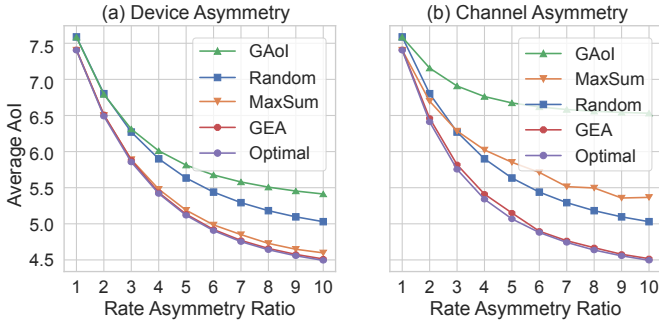 (a) Device Asymmetry
Average AoI
7.5
7.0
6.5
6.0
5.5
5.0
4.5
GAoI
Random
MaxSum
GEA
Optimal
1 2 3 4 5 6 7 8 9 10
Rate Asymmetry Ratio
(b) Channel Asymmetry
GAoI
MaxSum
Random
GEA
Optimal
1 2 3 4 5 6 7 8 9 10
Rate Asymmetry Ratio